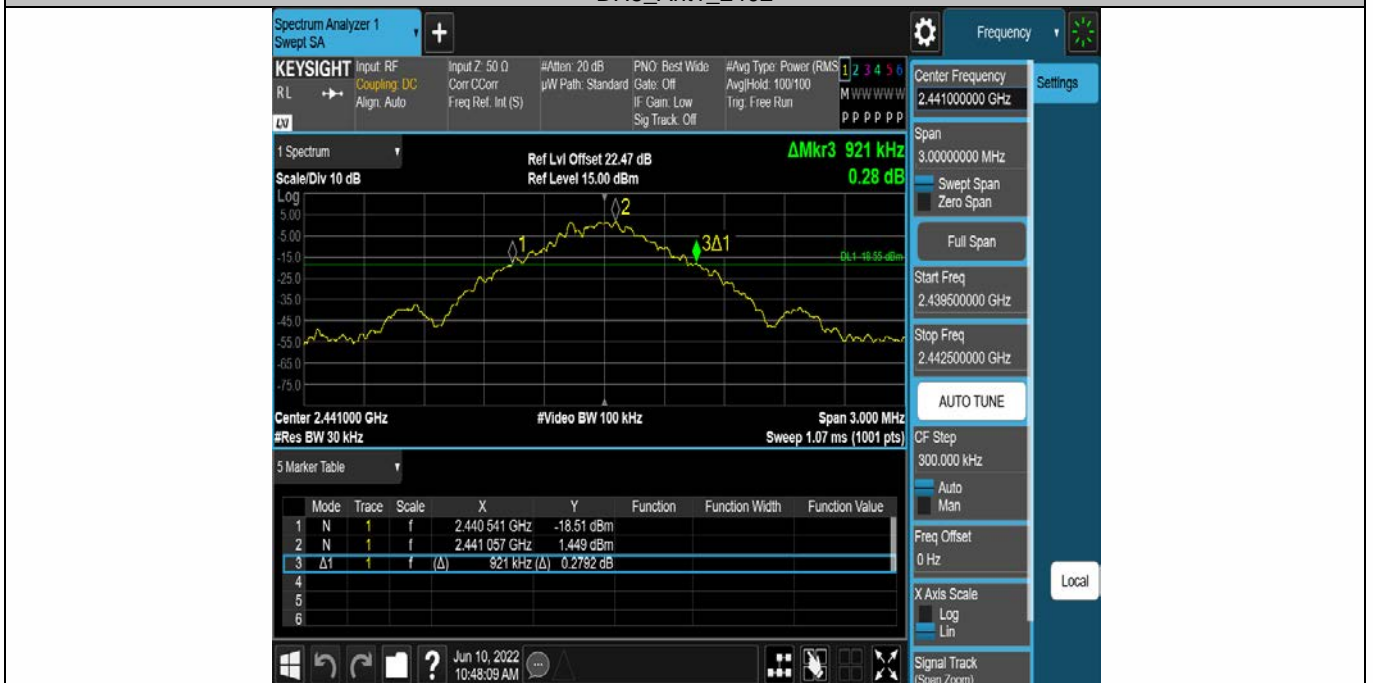 Spectrum Analyzer 1
Swept SA
+
Frequency
KEYSIGHT
RL
LXI
Input: RF
Coupling: DC
Align: Auto
Input Z: 50 Ω
Corr CCorr
Freq Ref: Int (S)
#Atten: 20 dB
µW Path: Standard
PNO: Best Wide
Gate: Off
IF Gain: Low
Sig Track: Off
#Avg Type: Power (RMS
Avg|Hold: 100/100
Trig: Free Run
1 2 3 4 5 6
M W W W W W
P P P P P P
1 Spectrum
Scale/Div 10 dB
Ref Lvl Offset 22.47 dB
Ref Level 15.00 dBm
ΔMkr3 921 kHz
0.28 dB
Log
5.00
-5.00
-15.0
-25.0
-35.0
-45.0
-55.0
-65.0
-75.0
1
2
3Δ1
DL1 -18.55 dBm
Center 2.441000 GHz
#Video BW 100 kHz
Span 3.000 MHz
#Res BW 30 kHz
Sweep 1.07 ms (1001 pts)
5 Marker Table
Mode Trace Scale X Y Function Function Width Function Value
1 N 1 f 2.440 541 GHz -18.51 dBm
2 N 1 f 2.441 057 GHz 1.449 dBm
3 Δ1 1 f (Δ) 921 kHz (Δ) 0.2792 dB
4
5
6
?
Jun 10, 2022
10:48:09 AM
Center Frequency
2.441000000 GHz
Settings
Span
3.00000000 MHz
Swept Span
Zero Span
Full Span
Start Freq
2.439500000 GHz
Stop Freq
2.442500000 GHz
AUTO TUNE
CF Step
300.000 kHz
Auto
Man
Freq Offset
0 Hz
X Axis Scale
Log
Lin
Local
Signal Track
(Span Zoom)